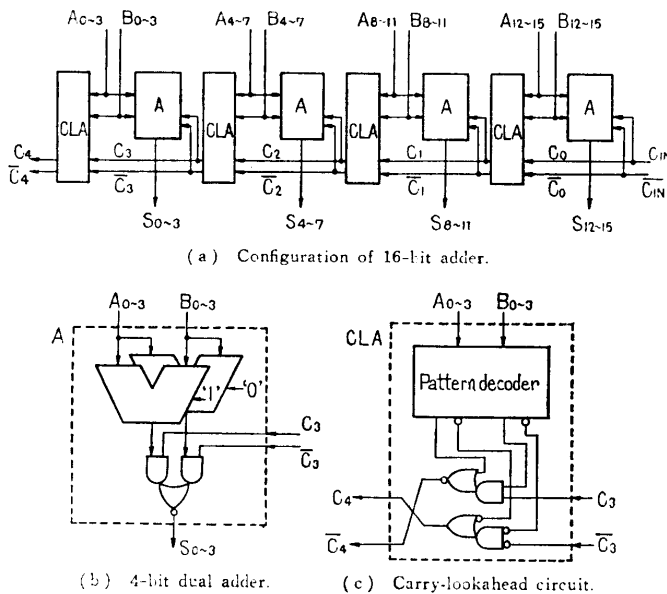 A0~3 B0~3 A4~7 B4~7 A8~11 B8~11 A12~15 B12~15
CLA A CLA A CLA A CLA A
C4 C3 C2 C1 C0 CIN
C̅4 C̅3 C̅2 C̅1 C̅0 C̅IN
S0~3 S4~7 S8~11 S12~15
(a) Configuration of 16-bit adder.
A0~3 B0~3
A
'1' '0'
C3
C̅3
S0~3
(b) 4-bit dual adder.
A0~3 B0~3
CLA
Pattern decoder
C4 C3
C̅4 C̅3
(c) Carry-lookahead circuit.